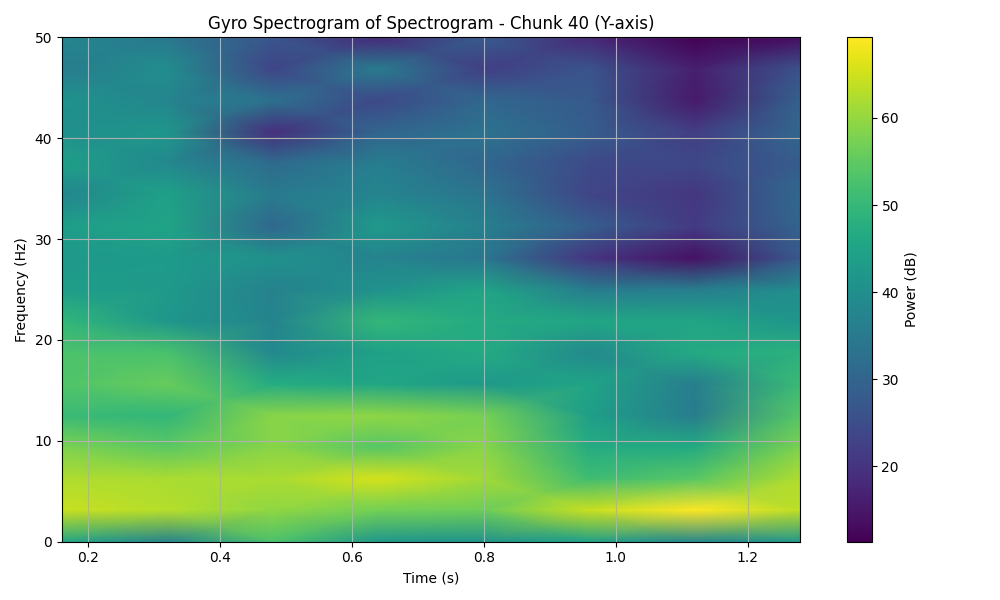 Gyro Spectrogram of Spectrogram - Chunk 40 (Y-axis)
50
40
30
20
10
0
Frequency (Hz)
0.2 0.4 0.6 0.8 1.0 1.2
Time (s)
60
50
40
30
20
Power (dB)